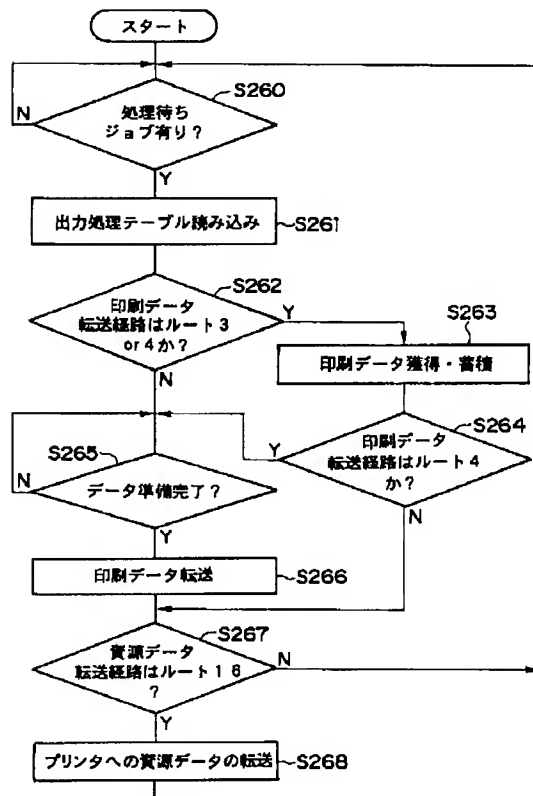 スタート
S260
N
処理待ち
ジョブ有り？
Y
出力処理テーブル読み込み
S261
S262
印刷データ
転送経路はルート3
or 4か？
Y
N
S263
印刷データ獲得・蓄積
S264
印刷データ
転送経路はルート4
か？
Y
N
S265
N
データ準備完了？
Y
印刷データ転送
S266
S267
資源データ
転送経路はルート16
？
N
Y
プリンタへの資源データの転送
S268